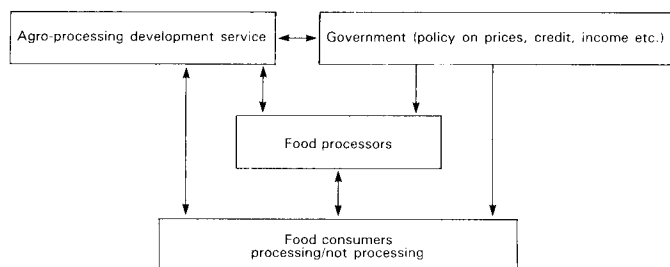 Agro-processing development service
Government (policy on prices, credit, income etc.)
Food processors
Food consumers
processing/not processing